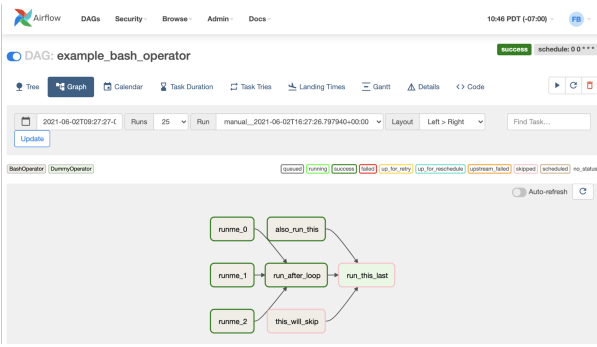 Airflow DAGs Security Browse Admin Docs 10:46 PDT (-07:00) FB
DAG: example_bash_operator success schedule: 0 0 * * *
Tree Graph Calendar Task Duration Task Tries Landing Times Gantt Details Code
2021-06-02T09:27:27-0 Runs 25 Run manual__2021-06-02T16:27:26.797940+00:00 Layout Left > Right Find Task...
Update
BashOperator DummyOperator queued running success failed up_for_retry up_for_reschedule upstream_failed skipped scheduled no_status
Auto-refresh
runme_0 also_run_this
runme_1 run_after_loop run_this_last
runme_2 this_will_skip